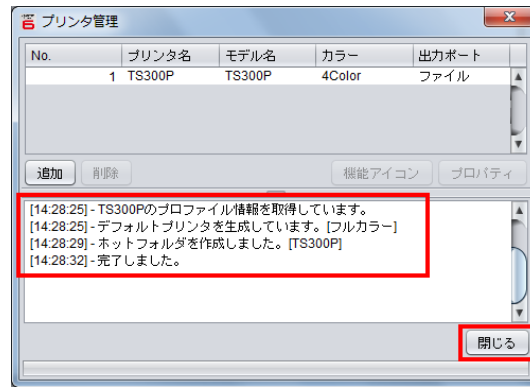 プリンタ管理
No. プリンタ名 モデル名 カラー 出力ポート
1 TS300P TS300P 4Color ファイル
追加 削除 機能アイコン プロパティ
[14:28:25] - TS300Pのプロファイル情報を取得しています。
[14:28:25] - デフォルトプリンタを生成しています。[フルカラー]
[14:28:29] - ホットフォルダを作成しました。[TS300P]
[14:28:32] - 完了しました。
閉じる